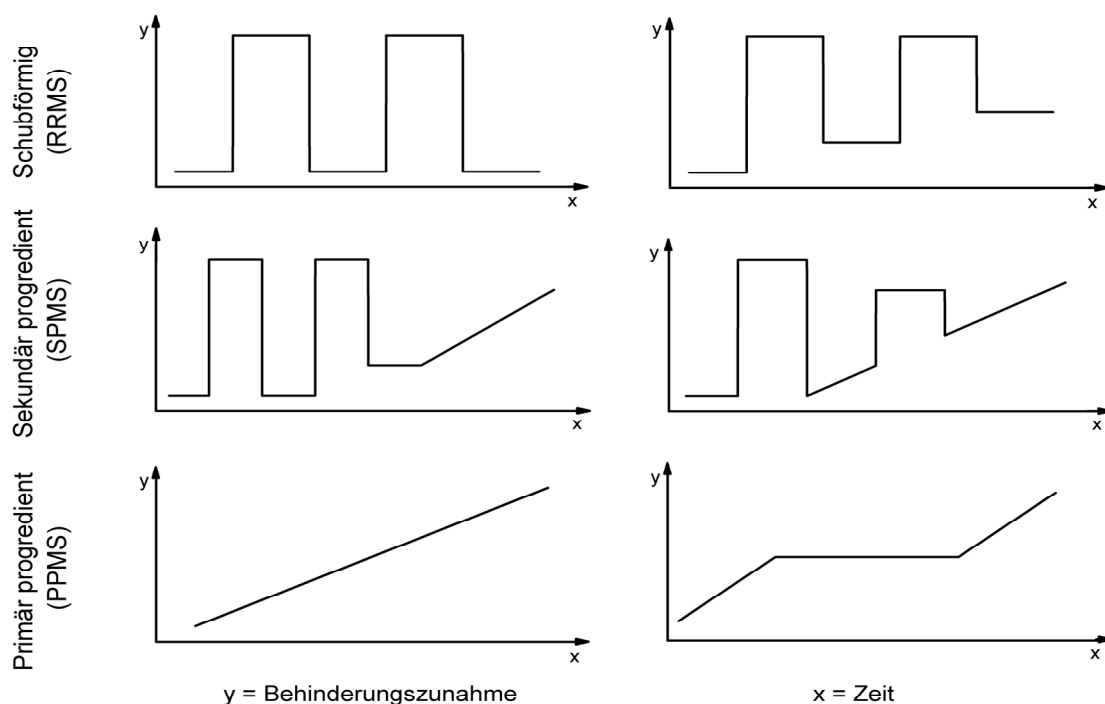 Schubförmig
(RRMS)
y
x
y
x
Sekundär progredient
(SPMS)
y
x
y
x
Primär progredient
(PPMS)
y
x
y
x
y = Behinderungszunahme
x = Zeit